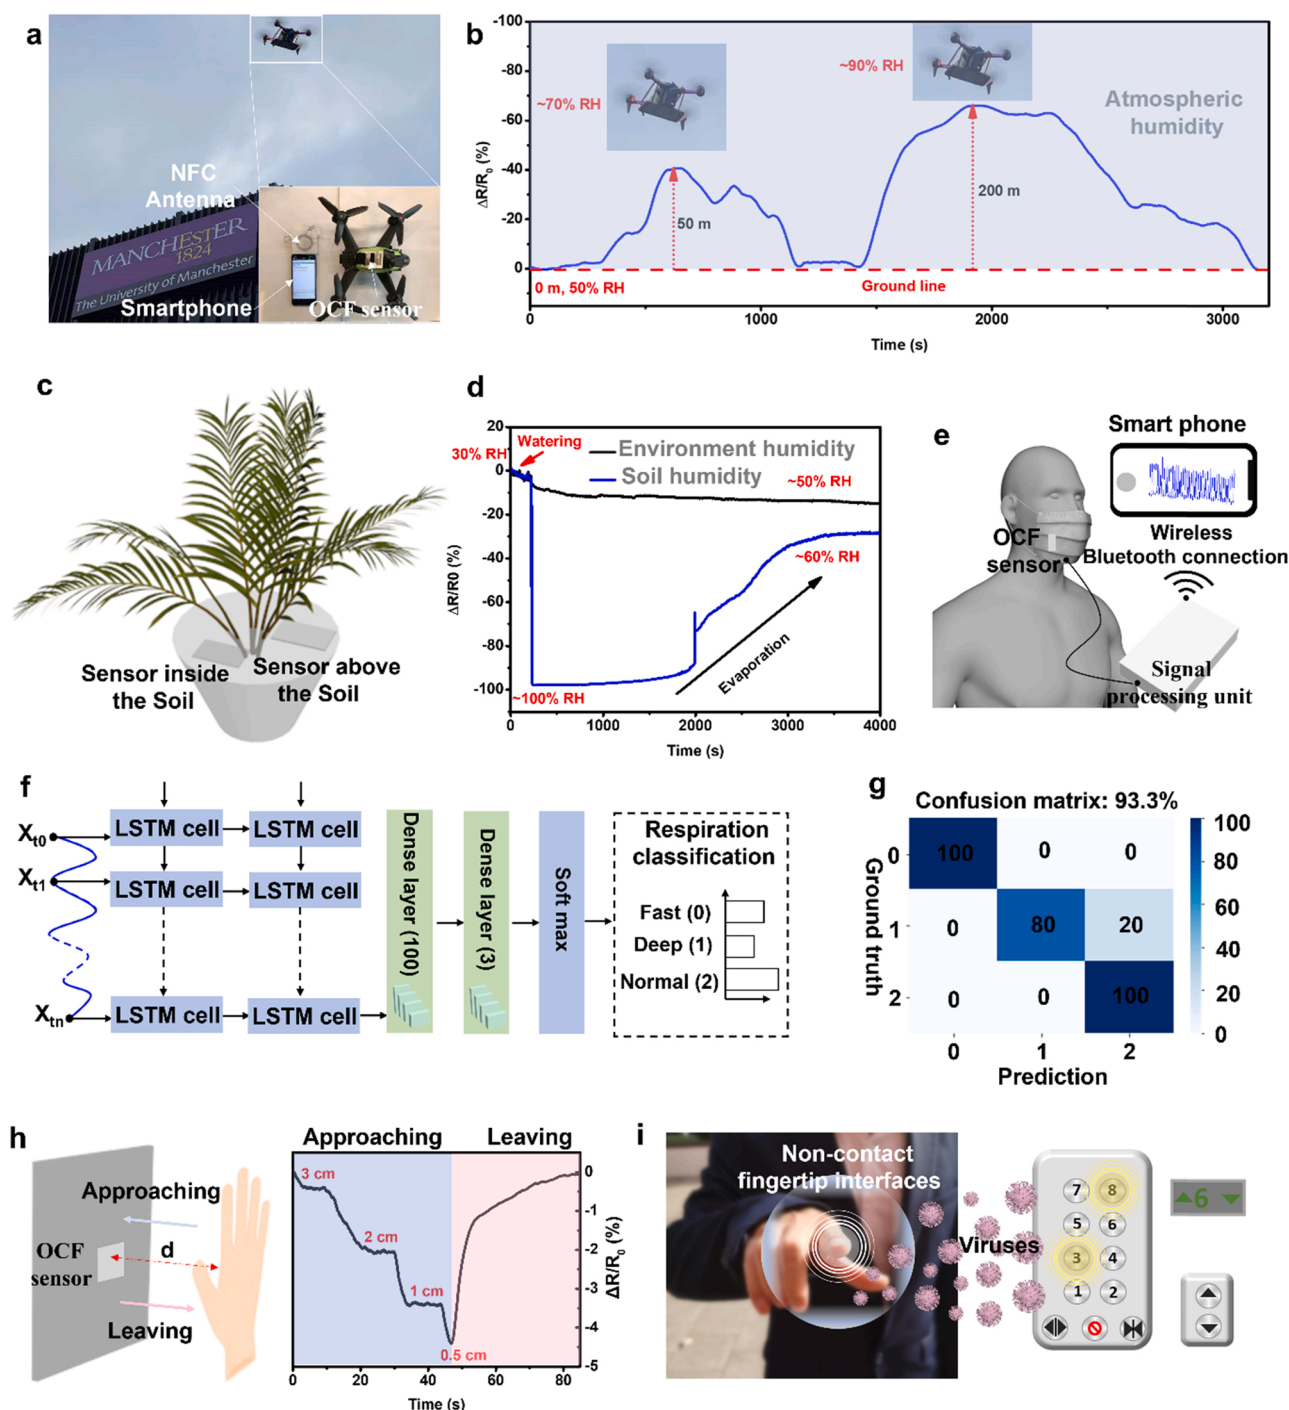 a
NFC
Antenna
MANCHESTER
1824
The University of Manchester
Smartphone
OCF sensor
b
-100
-80
-60
-40
-20
0
ΔR/R₀ (%)
~70% RH
~90% RH
Atmospheric
humidity
50 m
200 m
0 m, 50% RH
Ground line
0
1000
2000
3000
Time (s)
c
Sensor inside
the Soil
Sensor above
the Soil
d
20
0
-20
-40
-60
-80
-100
ΔR/R0 (%)
30% RH
Watering
Environment humidity
Soil humidity
~50% RH
~60% RH
Evaporation
~100% RH
0
1000
2000
3000
4000
Time (s)
e
Smart phone
OCF
sensor
Wireless
Bluetooth connection
Signal
processing unit
f
Xt0
Xt1
Xtn
LSTM cell
LSTM cell
LSTM cell
LSTM cell
LSTM cell
LSTM cell
Dense layer (100)
Dense layer (3)
Soft max
Respiration
classification
Fast (0)
Deep (1)
Normal (2)
g
Confusion matrix: 93.3%
Ground truth
0
1
2
100
0
0
0
80
20
0
0
100
0
1
2
Prediction
100
80
60
40
20
0
h
Approaching
OCF
sensor
d
Leaving
Approaching
Leaving
3 cm
2 cm
1 cm
0.5 cm
0
-1
-2
-3
-4
-5
ΔR/R₀ (%)
0
20
40
60
80
Time (s)
i
Non-contact
fingertip interfaces
Viruses
7
8
5
6
3
4
1
2
6